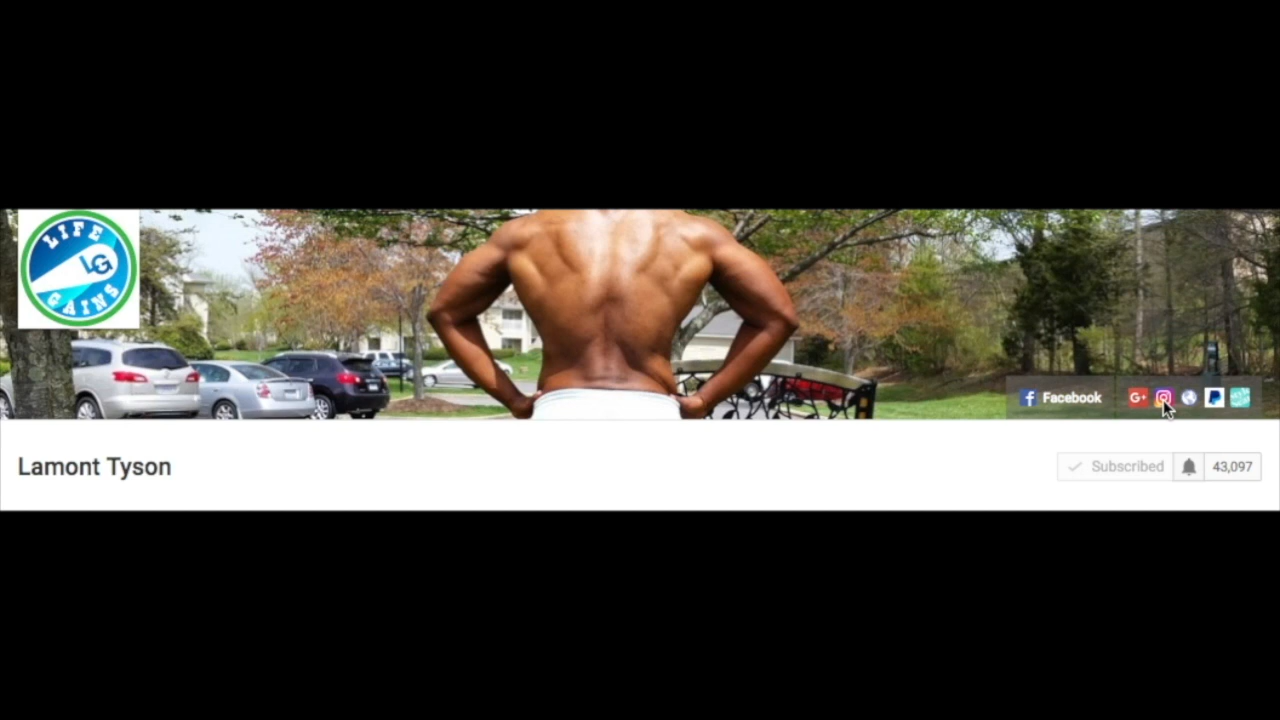 LIFE
LG
GAINS
Facebook
G+
Lamont Tyson
Subscribed
43,097